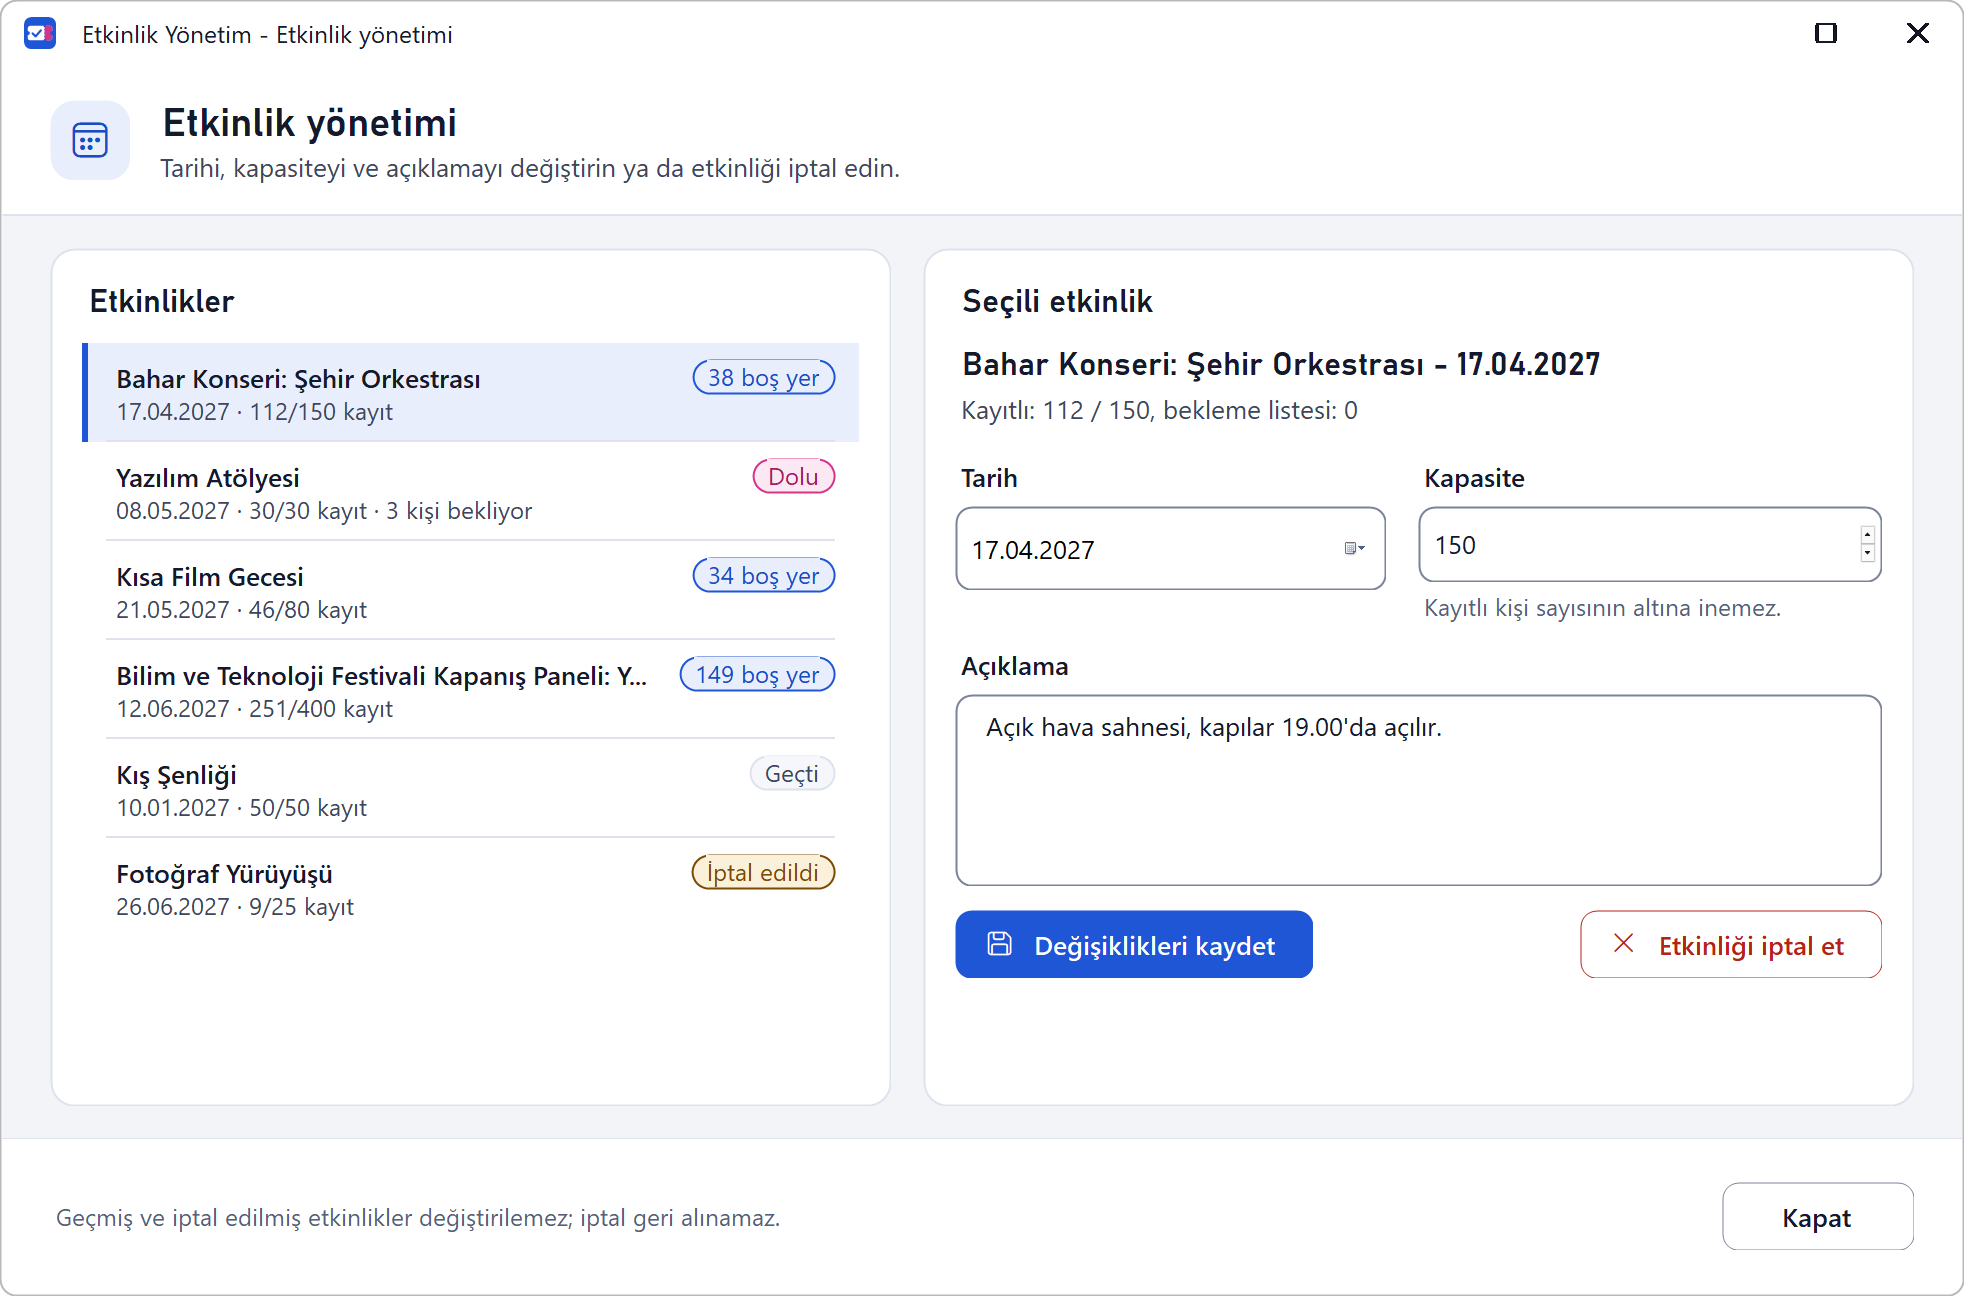 Etkinlik Yönetim - Etkinlik yönetimi
Etkinlik yönetimi
Tarihi, kapasiteyi ve açıklamayı değiştirin ya da etkinliği iptal edin.
Etkinlikler
Bahar Konseri: Şehir Orkestrası
38 boş yer
17.04.2027 · 112/150 kayıt
Yazılım Atölyesi
Dolu
08.05.2027 · 30/30 kayıt · 3 kişi bekliyor
Kısa Film Gecesi
34 boş yer
21.05.2027 · 46/80 kayıt
Bilim ve Teknoloji Festivali Kapanış Paneli: Y...
149 boş yer
12.06.2027 · 251/400 kayıt
Kış Şenliği
Geçti
10.01.2027 · 50/50 kayıt
Fotoğraf Yürüyüşü
İptal edildi
26.06.2027 · 9/25 kayıt
Seçili etkinlik
Bahar Konseri: Şehir Orkestrası - 17.04.2027
Kayıtlı: 112 / 150, bekleme listesi: 0
Tarih
17.04.2027
Kapasite
150
Kayıtlı kişi sayısının altına inemez.
Açıklama
Açık hava sahnesi, kapılar 19.00'da açılır.
Değişiklikleri kaydet
Etkinliği iptal et
Geçmiş ve iptal edilmiş etkinlikler değiştirilemez; iptal geri alınamaz.
Kapat